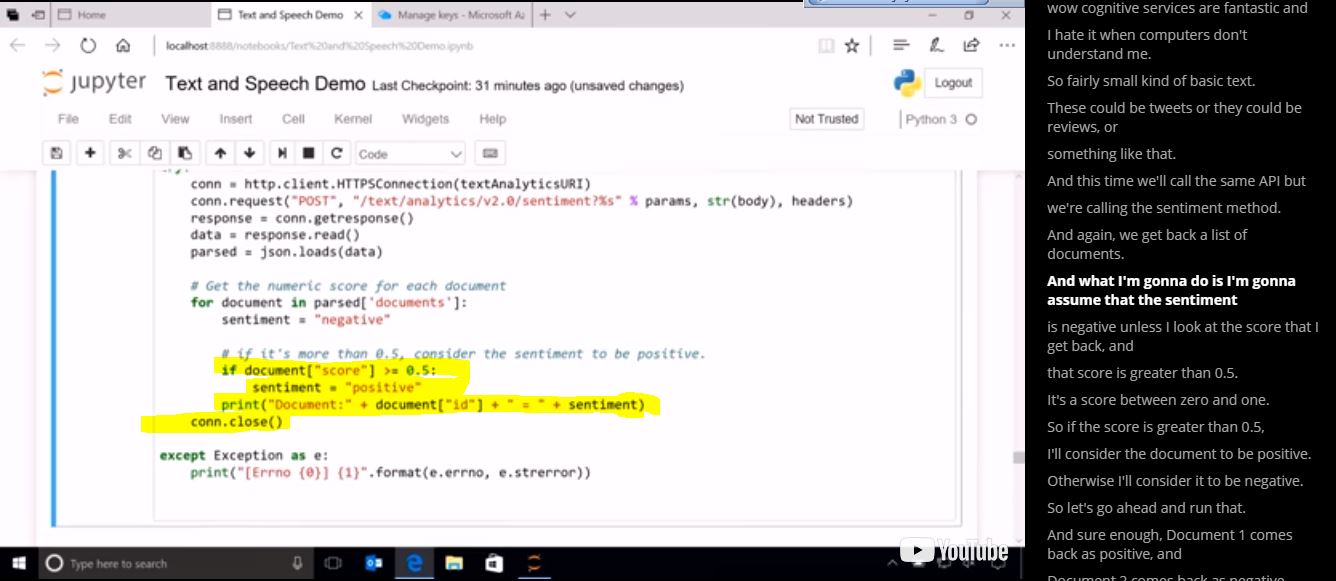 Home
Text and Speech Demo
Manage keys - Microsoft Az
localhost:8888/notebooks/Text%20and%20Speech%20Demo.ipynb
jupyter Text and Speech Demo Last Checkpoint: 31 minutes ago (unsaved changes)
Logout
File Edit View Insert Cell Kernel Widgets Help
Not Trusted
Python 3
Code
conn = http.client.HTTPSConnection(textAnalyticsURI)
conn.request("POST", "/text/analytics/v2.0/sentiment?%s" % params, str(body), headers)
response = conn.getresponse()
data = response.read()
parsed = json.loads(data)
# Get the numeric score for each document
for document in parsed['documents']:
sentiment = "negative"
# if it's more than 0.5, consider the sentiment to be positive.
if document["score"] >= 0.5:
sentiment = "positive"
print("Document:" + document["id"] + " = " + sentiment)
conn.close()
except Exception as e:
print("[Errno {0}] {1}".format(e.errno, e.strerror))
Type here to search
YouTube
wow cognitive services are fantastic and
I hate it when computers don't
understand me.
So fairly small kind of basic text.
These could be tweets or they could be
reviews, or
something like that.
And this time we'll call the same API but
we're calling the sentiment method.
And again, we get back a list of
documents.
And what I'm gonna do is I'm gonna
assume that the sentiment
is negative unless I look at the score that I
get back, and
that score is greater than 0.5.
It's a score between zero and one.
So if the score is greater than 0.5,
I'll consider the document to be positive.
Otherwise I'll consider it to be negative.
So let's go ahead and run that.
And sure enough, Document 1 comes
back as positive, and
Document 2 comes back as negative